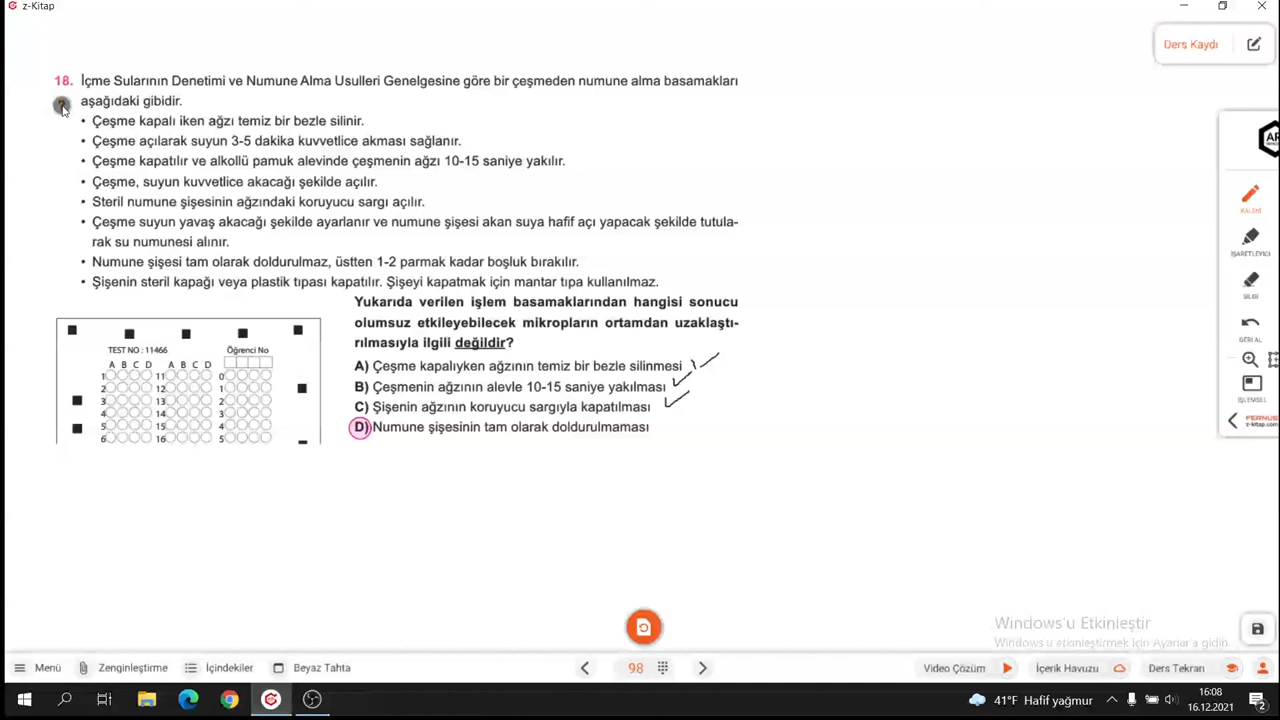 z-Kitap
Ders Kaydı
18. İçme Sularının Denetimi ve Numune Alma Usulleri Genelgesine göre bir çeşmeden numune alma basamakları
aşağıdaki gibidir.
• Çeşme kapalı iken ağzı temiz bir bezle silinir.
• Çeşme açılarak suyun 3-5 dakika kuvvetlice akması sağlanır.
• Çeşme kapatılır ve alkollü pamuk alevinde çeşmenin ağzı 10-15 saniye yakılır.
• Çeşme, suyun kuvvetlice akacağı şekilde açılır.
• Steril numune şişesinin ağzındaki koruyucu sargı açılır.
• Çeşme suyun yavaş akacağı şekilde ayarlanır ve numune şişesi akan suya hafif açı yapacak şekilde tutula-
rak su numunesi alınır.
• Numune şişesi tam olarak doldurulmaz, üstten 1-2 parmak kadar boşluk bırakılır.
• Şişenin steril kapağı veya plastik tıpası kapatılır. Şişeyi kapatmak için mantar tıpa kullanılmaz.
Yukarıda verilen işlem basamaklarından hangisi sonucu
olumsuz etkileyebilecek mikropların ortamdan uzaklaştı-
rılmasıyla ilgili değildir?
A) Çeşme kapalıyken ağzının temiz bir bezle silinmesi
B) Çeşmenin ağzının alevle 10-15 saniye yakılması
C) Şişenin ağzının koruyucu sargıyla kapatılması
D) Numune şişesinin tam olarak doldurulmaması
TEST NO : 11466
Öğrenci No
A B C D A B C D
1 11 0
2 12 1
3 13 2
4 14 3
5 15 4
6 16 5
KALEM
İŞARETLEYİCİ
SİLGİ
GERİ AL
İŞLEMSEL
FERNUS
z-kitap.com
Windows'u Etkinleştir
Windows'u etkinleştirmek için Ayarlar'a gidin.
Menü
Zenginleştirme
İçindekiler
Beyaz Tahta
98
Video Çözüm
İçerik Havuzu
Ders Tekrarı
41°F Hafif yağmur
16:08
16.12.2021
2